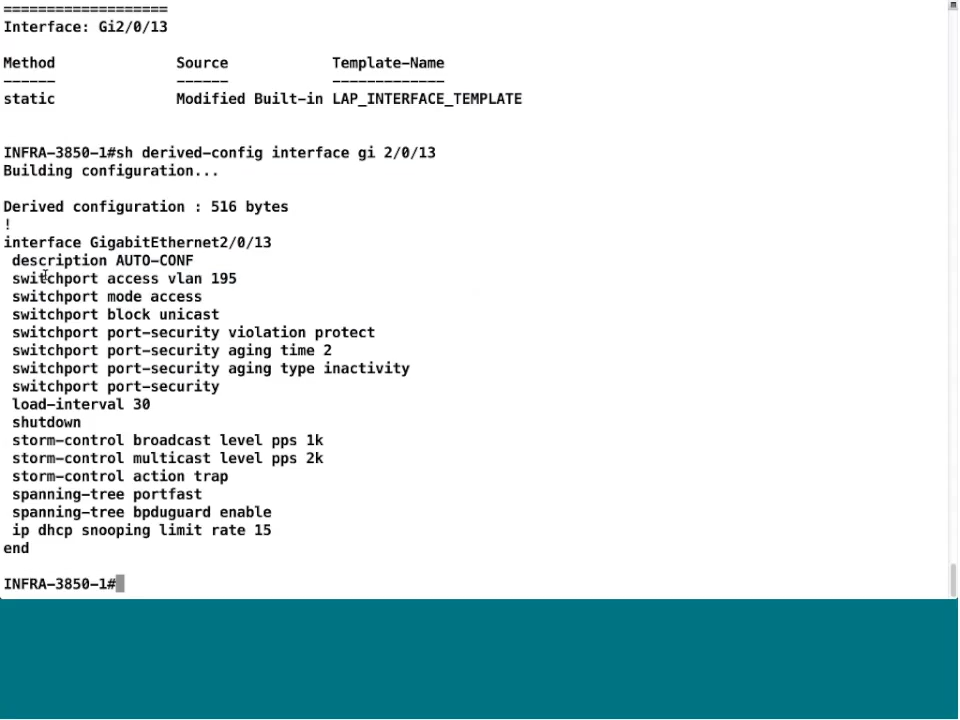 ===================
Interface: Gi2/0/13
Method Source Template-Name
------ ------ -------------
static Modified Built-in LAP_INTERFACE_TEMPLATE
INFRA-3850-1#sh derived-config interface gi 2/0/13
Building configuration...
Derived configuration : 516 bytes
!
interface GigabitEthernet2/0/13
description AUTO-CONF
switchport access vlan 195
switchport mode access
switchport block unicast
switchport port-security violation protect
switchport port-security aging time 2
switchport port-security aging type inactivity
switchport port-security
load-interval 30
shutdown
storm-control broadcast level pps 1k
storm-control multicast level pps 2k
storm-control action trap
spanning-tree portfast
spanning-tree bpduguard enable
ip dhcp snooping limit rate 15
end
INFRA-3850-1#